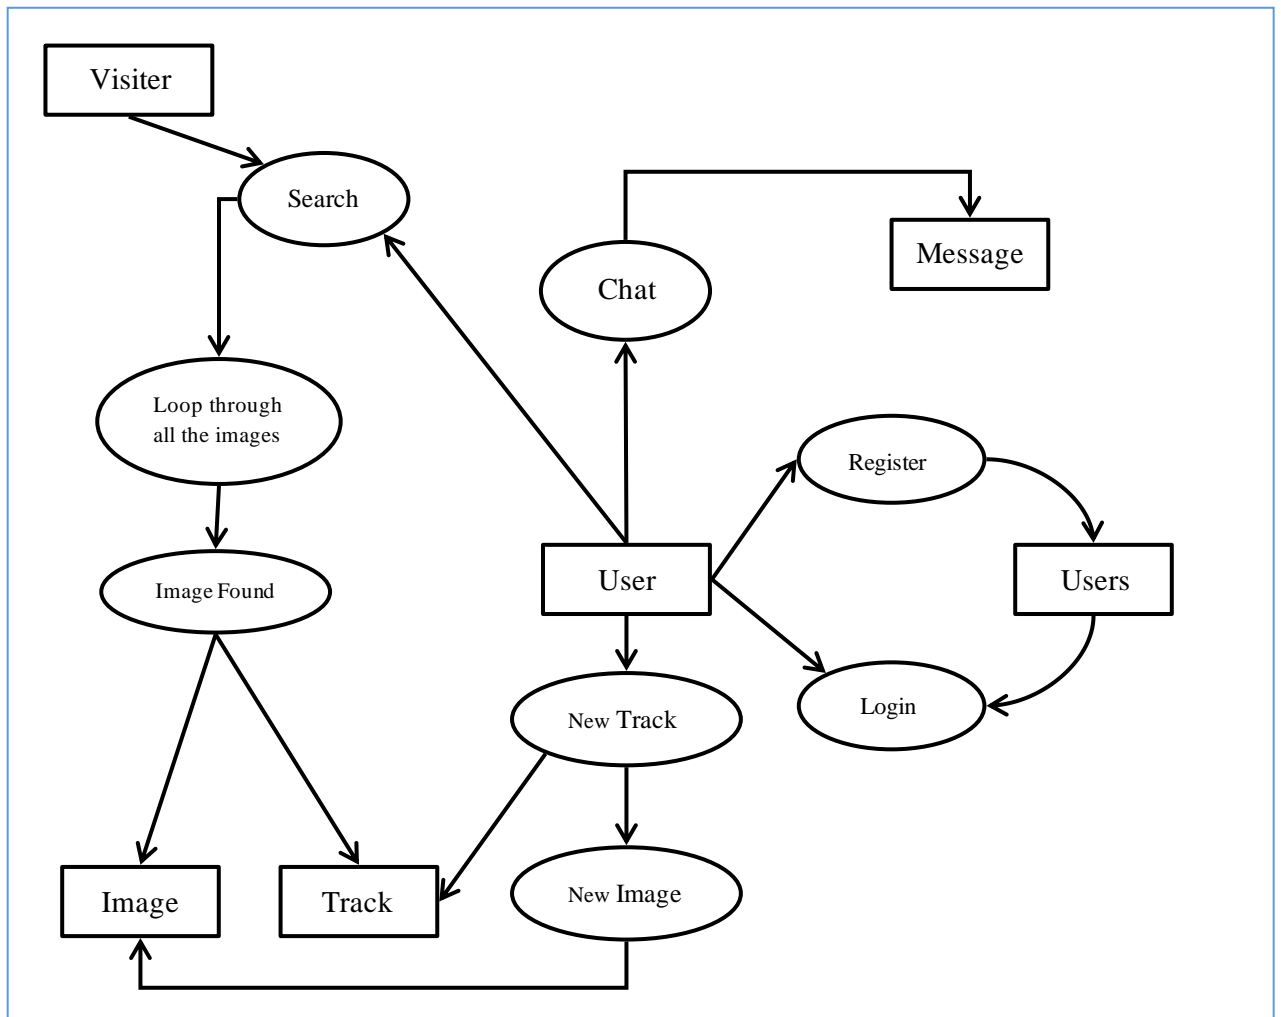 Visiter
Search
Chat
Message
Loop through
all the images
Register
Image Found
User
Users
New Track
Login
Image
Track
New Image